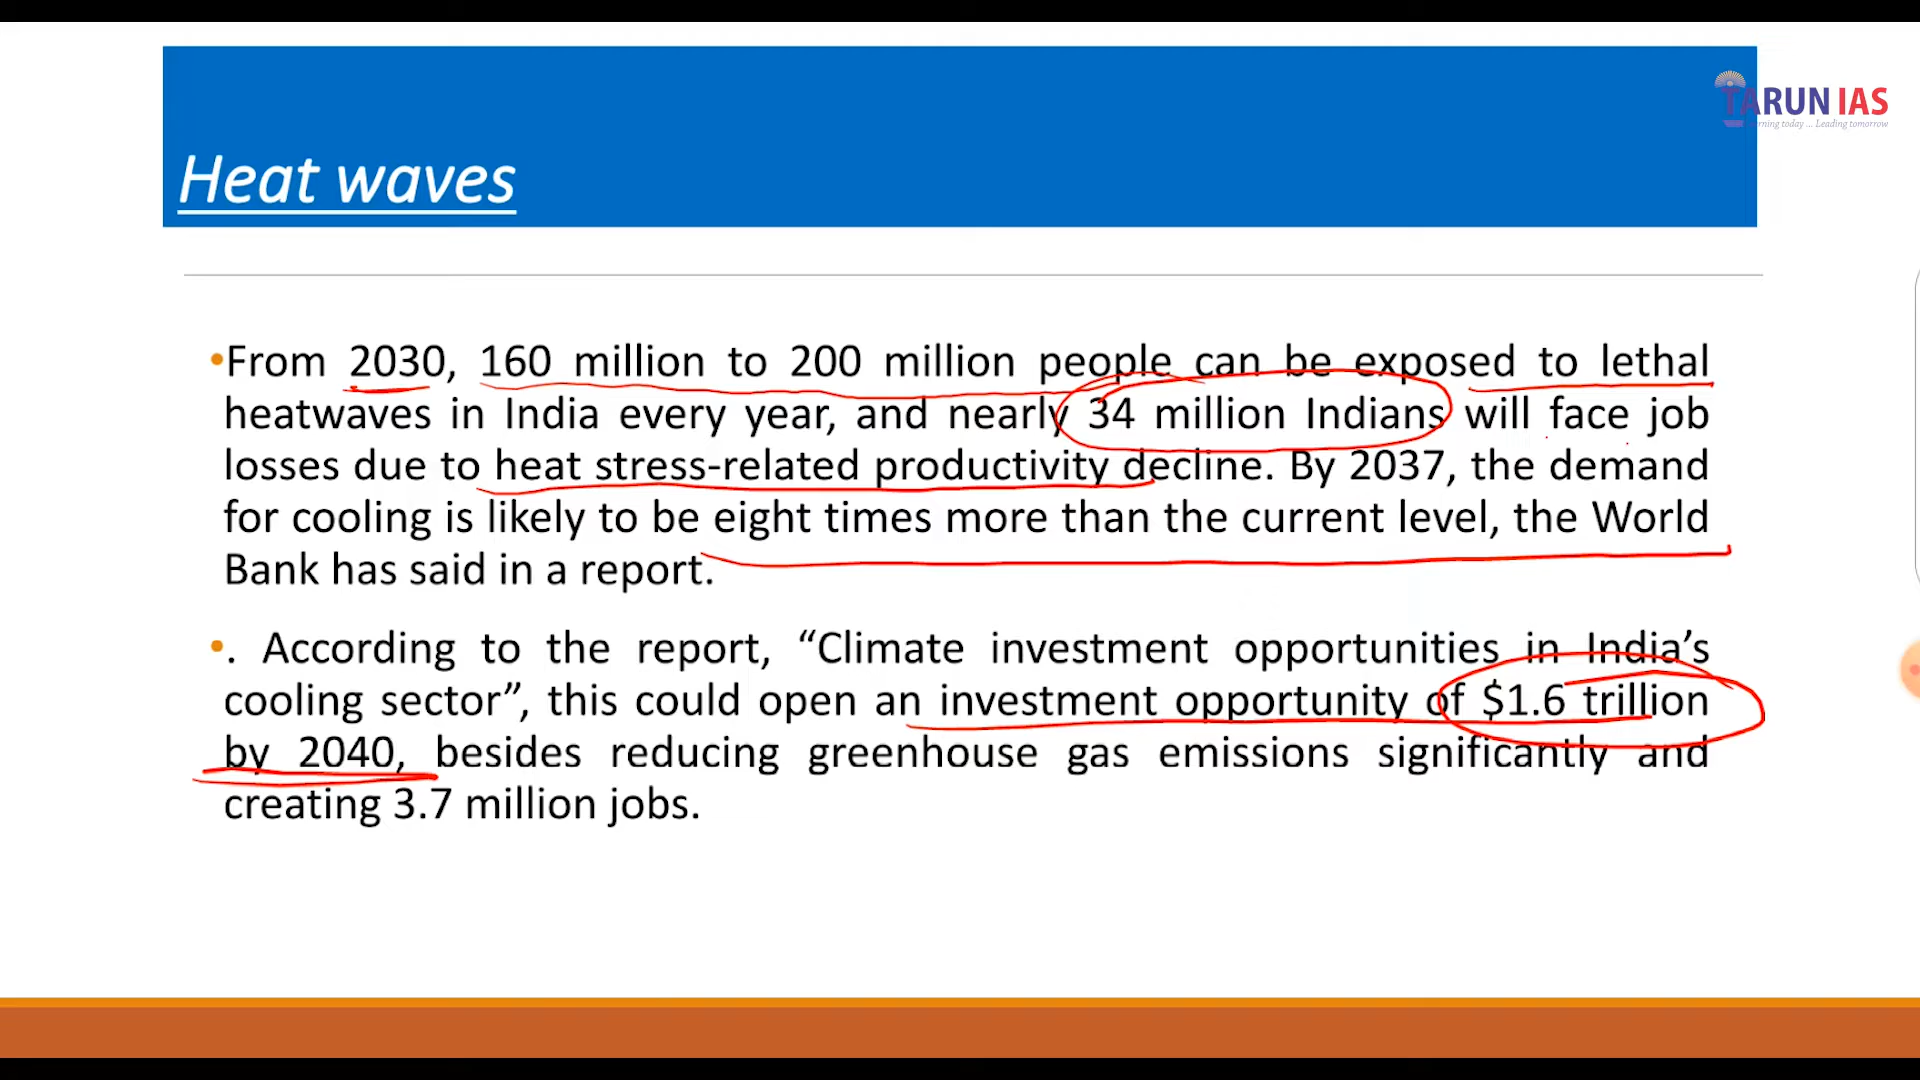 TARUN IAS
rning today ... Leading tomorrow
Heat waves
•From 2030, 160 million to 200 million people can be exposed to lethal
heatwaves in India every year, and nearly 34 million Indians will face job
losses due to heat stress-related productivity decline. By 2037, the demand
for cooling is likely to be eight times more than the current level, the World
Bank has said in a report.
•. According to the report, “Climate investment opportunities in India’s
cooling sector”, this could open an investment opportunity of $1.6 trillion
by 2040, besides reducing greenhouse gas emissions significantly and
creating 3.7 million jobs.